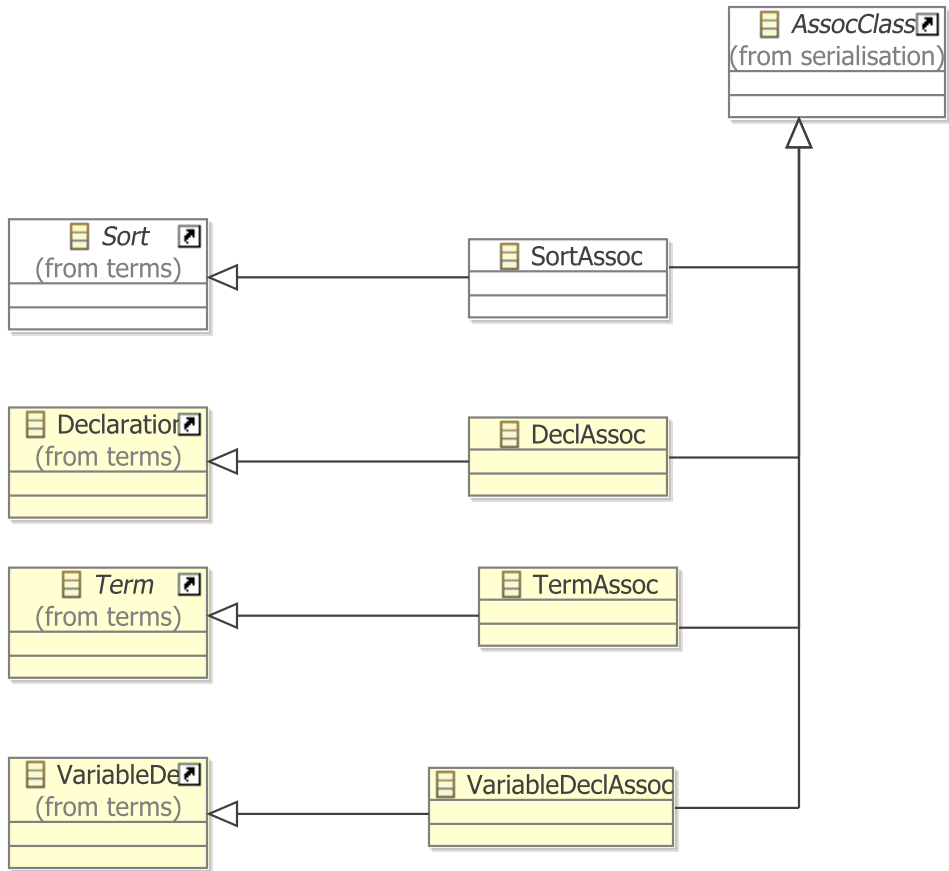 AssocClass
(from serialisation)
Sort
(from terms)
SortAssoc
Declaration
(from terms)
DeclAssoc
Term
(from terms)
TermAssoc
VariableDe
(from terms)
VariableDeclAssoc